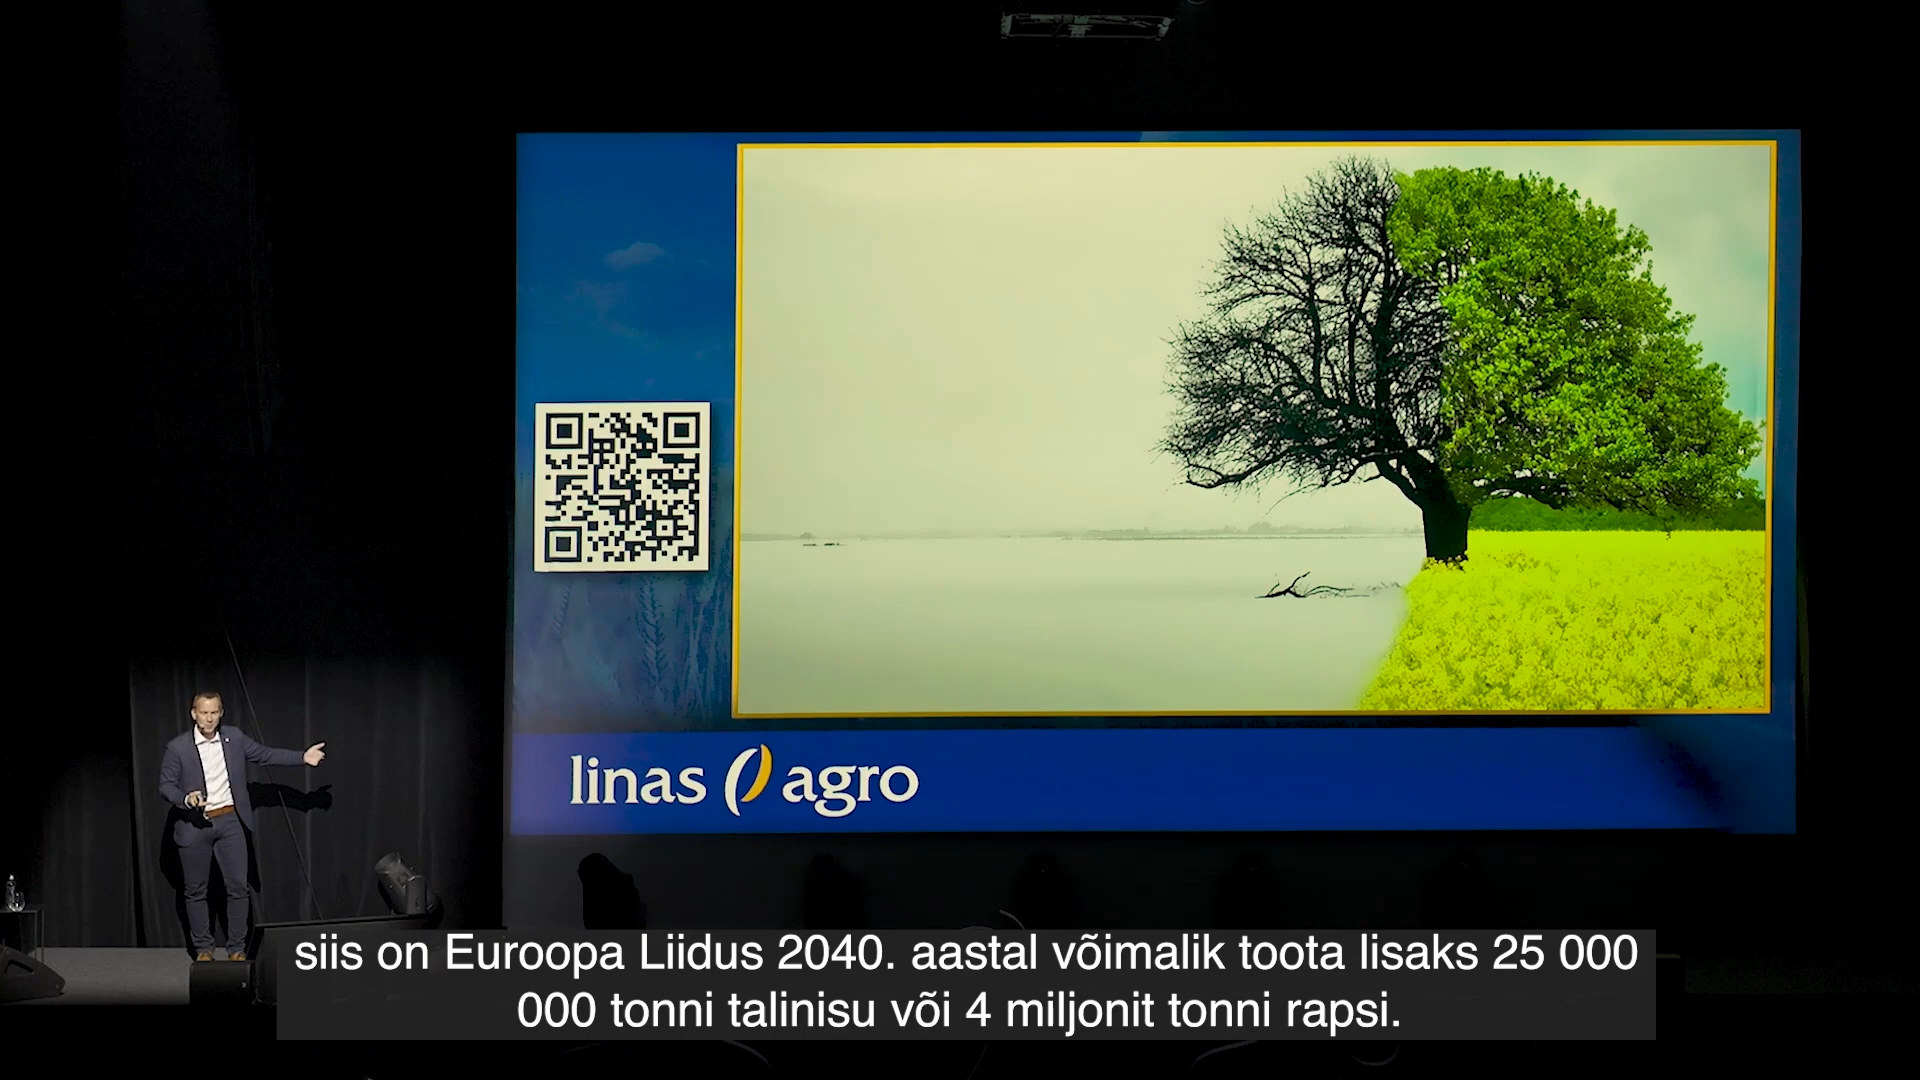 linas agro
siis on Euroopa Liidus 2040. aastal võimalik toota lisaks 25 000
000 tonni talinisu või 4 miljonit tonni rapsi.